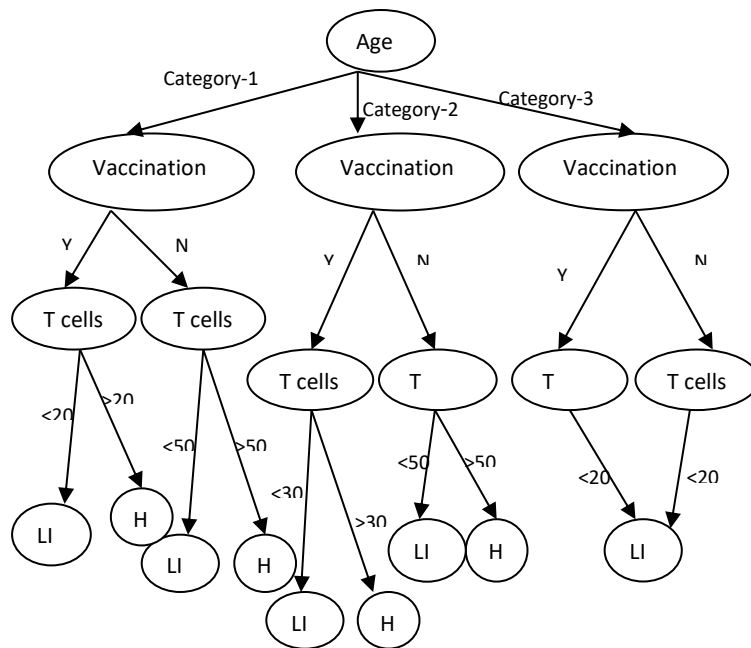 Age
Category-1
Category-2
Category-3
Vaccination
Vaccination
Vaccination
Y
N
Y
N
Y
N
T cells
T cells
T cells
T
T
T cells
<20
>20
<50
>50
<30
>30
<50
>50
<20
<20
LI
H
LI
H
LI
H
LI
H
LI